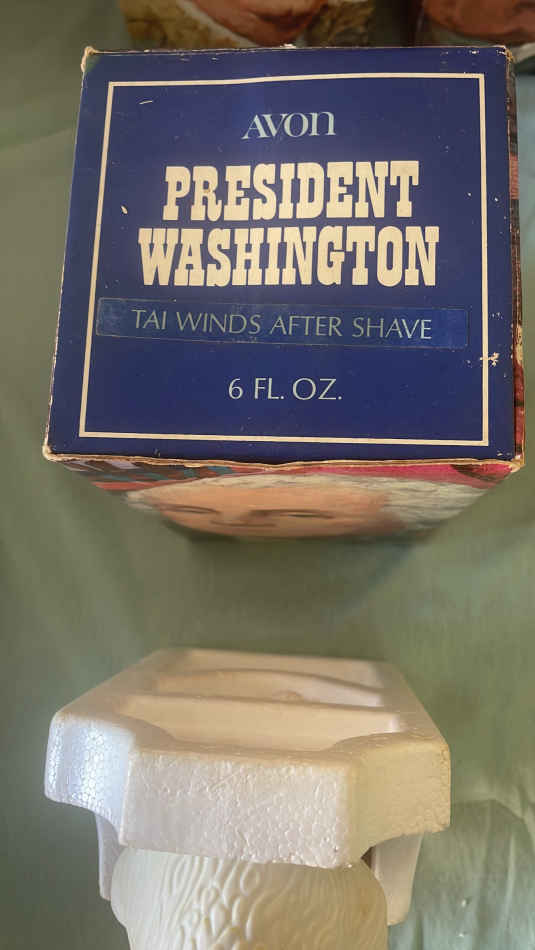 AVON
PRESIDENT
WASHINGTON
TAI WINDS AFTER SHAVE
6 FL. OZ.